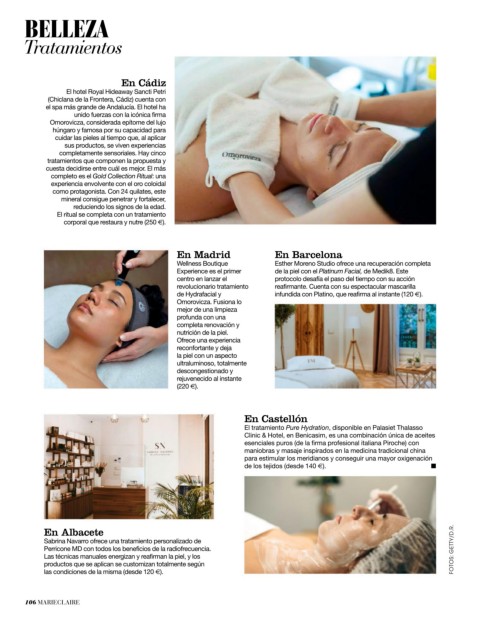 BELLEZA
Tratamientos
En Cádiz
El hotel Royal Hideaway Sancti Petri
(Chiclana de la Frontera, Cádiz) cuenta con
el spa más grande de Andalucía. El hotel ha
unido fuerzas con la icónica firma
Omorovicza, considerada epítome del lujo
húngaro y famosa por su capacidad para
cuidar las pieles al tiempo que, al aplicar
sus productos, se viven experiencias
completamente sensoriales. Hay cinco
tratamientos que componen la propuesta y
cuesta decidirse entre cuál es mejor. El más
completo es el Gold Collection Ritual: una
experiencia envolvente con el oro coloidal
como protagonista. Con 24 quilates, este
mineral consigue penetrar y fortalecer,
reduciendo los signos de la edad.
El ritual se completa con un tratamiento
corporal que restaura y nutre (250 €).
Omorovicza
En Madrid
Wellness Boutique
Experience es el primer
centro en lanzar el
revolucionario tratamiento
de Hydrafacial y
Omorovicza. Fusiona lo
mejor de una limpieza
profunda con una
completa renovación y
nutrición de la piel.
Ofrece una experiencia
reconfortante y deja
la piel con un aspecto
ultraluminoso, totalmente
descongestionado y
rejuvenecido al instante
(220 €).
En Barcelona
Esther Moreno Studio ofrece una recuperación completa
de la piel con el Platinum Facial, de Medik8. Este
protocolo desafía el paso del tiempo con su acción
reafirmante. Cuenta con su espectacular mascarilla
infundida con Platino, que reafirma al instante (120 €).
SN
En Castellón
El tratamiento Pure Hydration, disponible en Palasiet Thalasso
Clinic & Hotel, en Benicasim, es una combinación única de aceites
esenciales puros (de la firma profesional italiana Piroche) con
maniobras y masaje inspirados en la medicina tradicional china
para estimular los meridianos y conseguir una mayor oxigenación
de los tejidos (desde 140 €).
En Albacete
Sabrina Navarro ofrece una tratamiento personalizado de
Perricone MD con todos los beneficios de la radiofrecuencia.
Las técnicas manuales energizan y reafirman la piel, y los
productos que se aplican se customizan totalmente según
las condiciones de la misma (desde 120 €).
FOTOS: GETTY/D.R.
106 MARIECLAIRE